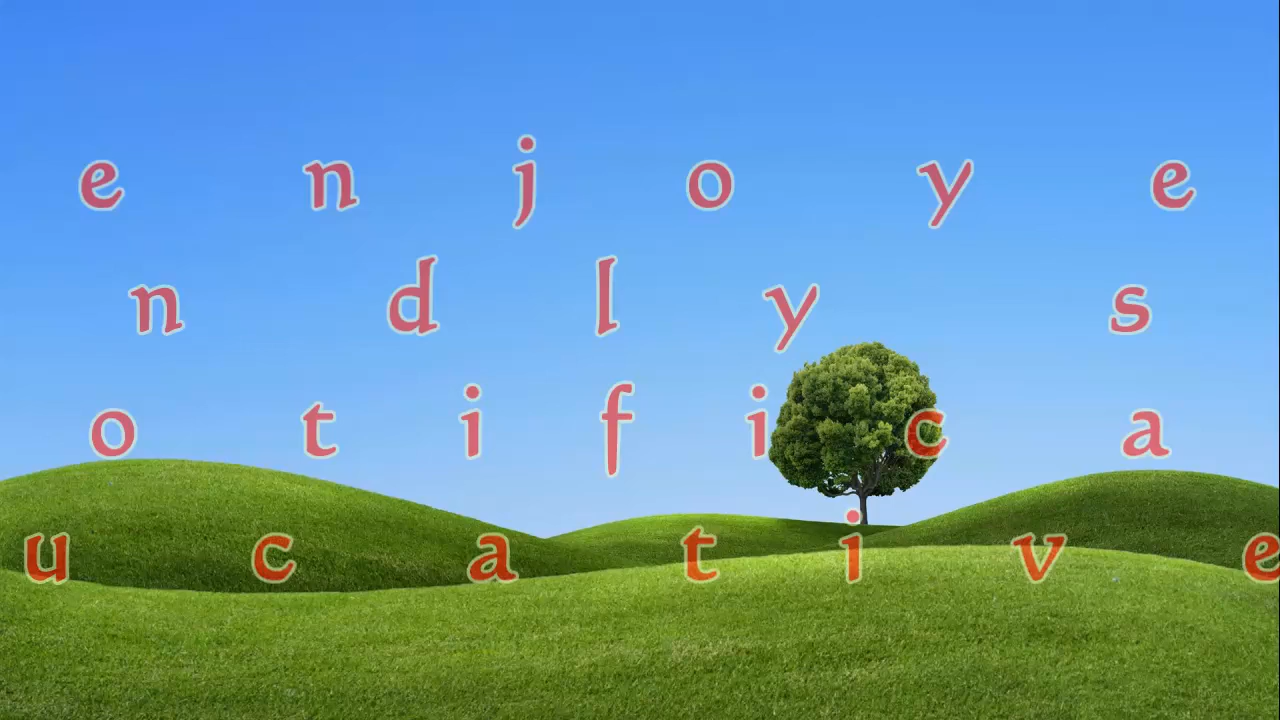 e n j o y e
n d l y s
o t i f i c a
u c a t i v e